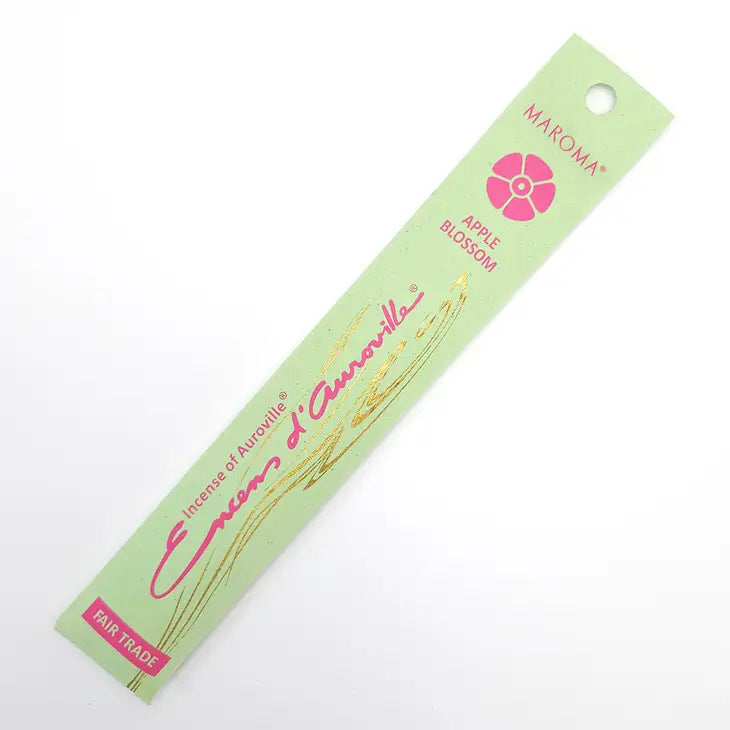 MAROMA®
APPLE
BLOSSOM
Incense of Auroville®
Encens d'Auroville®
FAIR TRADE